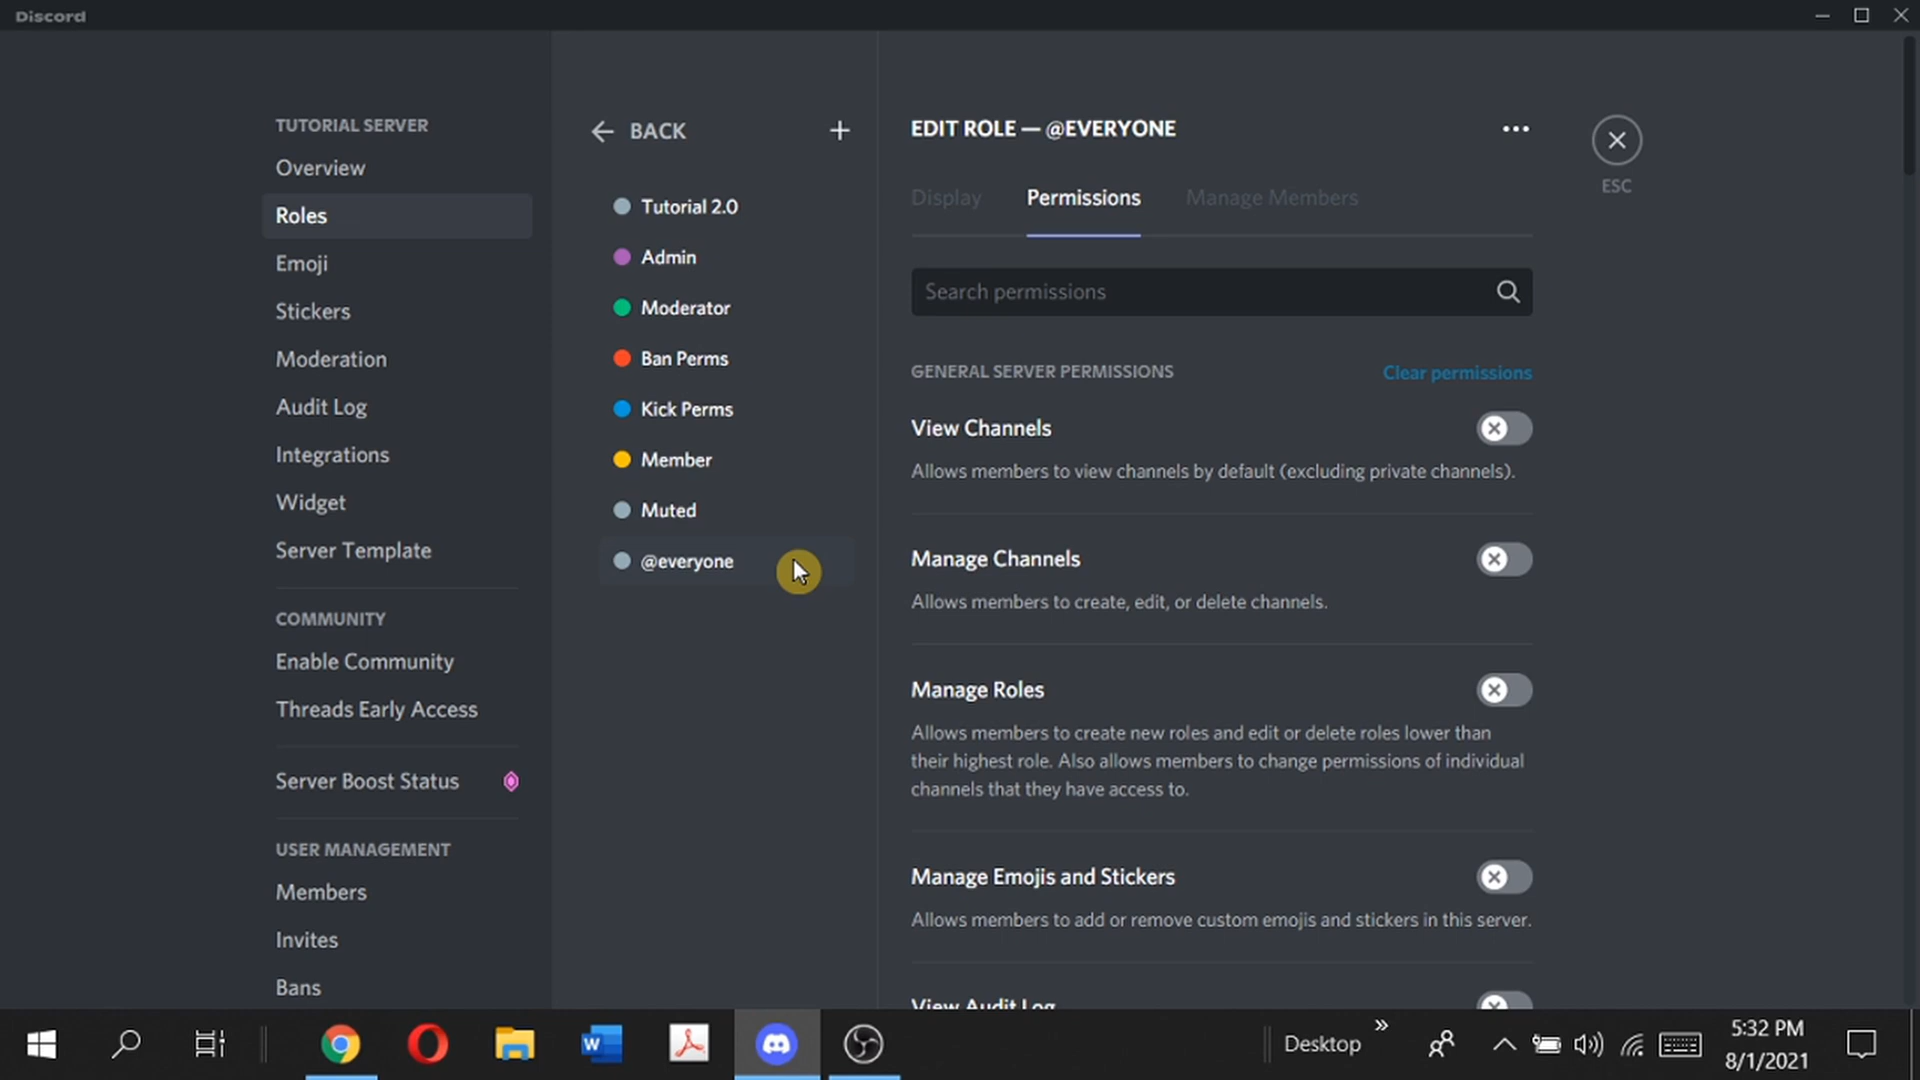 Discord
TUTORIAL SERVER
Overview
Roles
Emoji
Stickers
Moderation
Audit Log
Integrations
Widget
Server Template
COMMUNITY
Enable Community
Threads Early Access
Server Boost Status
USER MANAGEMENT
Members
Invites
Bans
BACK
Tutorial 2.0
Admin
Moderator
Ban Perms
Kick Perms
Member
Muted
@everyone
EDIT ROLE — @EVERYONE
ESC
Display Permissions Manage Members
Search permissions
GENERAL SERVER PERMISSIONS Clear permissions
View Channels
Allows members to view channels by default (excluding private channels).
Manage Channels
Allows members to create, edit, or delete channels.
Manage Roles
Allows members to create new roles and edit or delete roles lower than
their highest role. Also allows members to change permissions of individual
channels that they have access to.
Manage Emojis and Stickers
Allows members to add or remove custom emojis and stickers in this server.
View Audit Log
Desktop
5:32 PM
8/1/2021